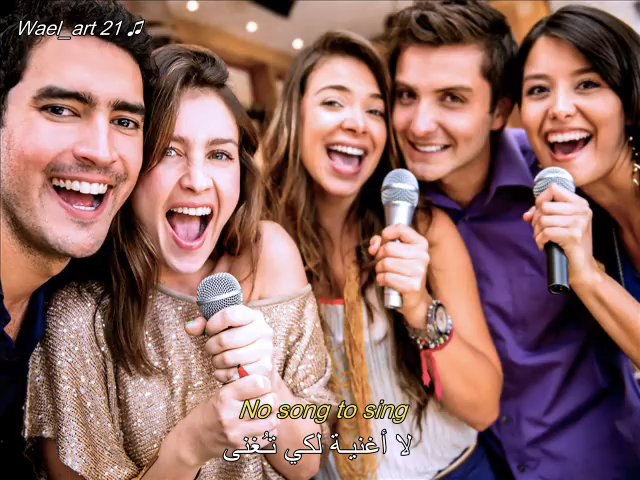 Wael_art 21 ♫
No song to sing
لا أغنية لكي تُغنى